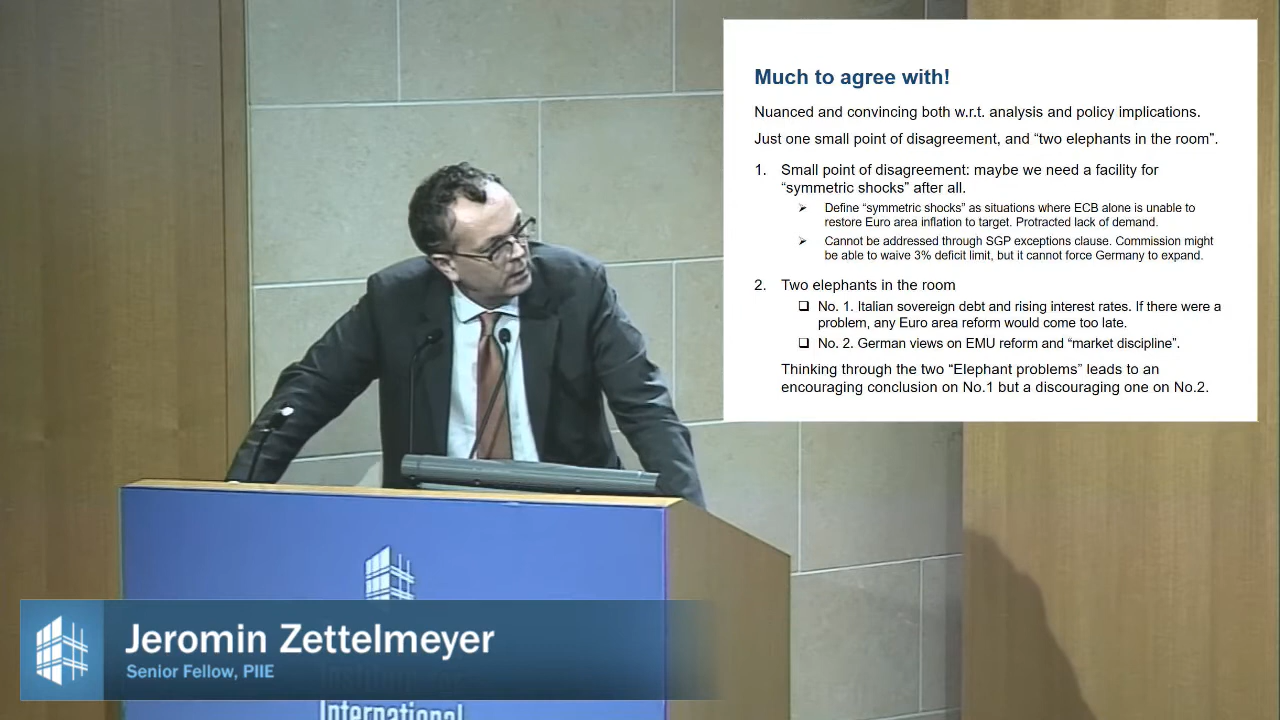 Much to agree with!
Nuanced and convincing both w.r.t. analysis and policy implications.
Just one small point of disagreement, and “two elephants in the room”.
1. Small point of disagreement: maybe we need a facility for
“symmetric shocks” after all.
➢ Define “symmetric shocks” as situations where ECB alone is unable to
restore Euro area inflation to target. Protracted lack of demand.
➢ Cannot be addressed through SGP exceptions clause. Commission might
be able to waive 3% deficit limit, but it cannot force Germany to expand.
2. Two elephants in the room
❑ No. 1. Italian sovereign debt and rising interest rates. If there were a
problem, any Euro area reform would come too late.
❑ No. 2. German views on EMU reform and “market discipline”.
Thinking through the two “Elephant problems” leads to an
encouraging conclusion on No.1 but a discouraging one on No.2.
Jeromin Zettelmeyer
Senior Fellow, PIIE
International